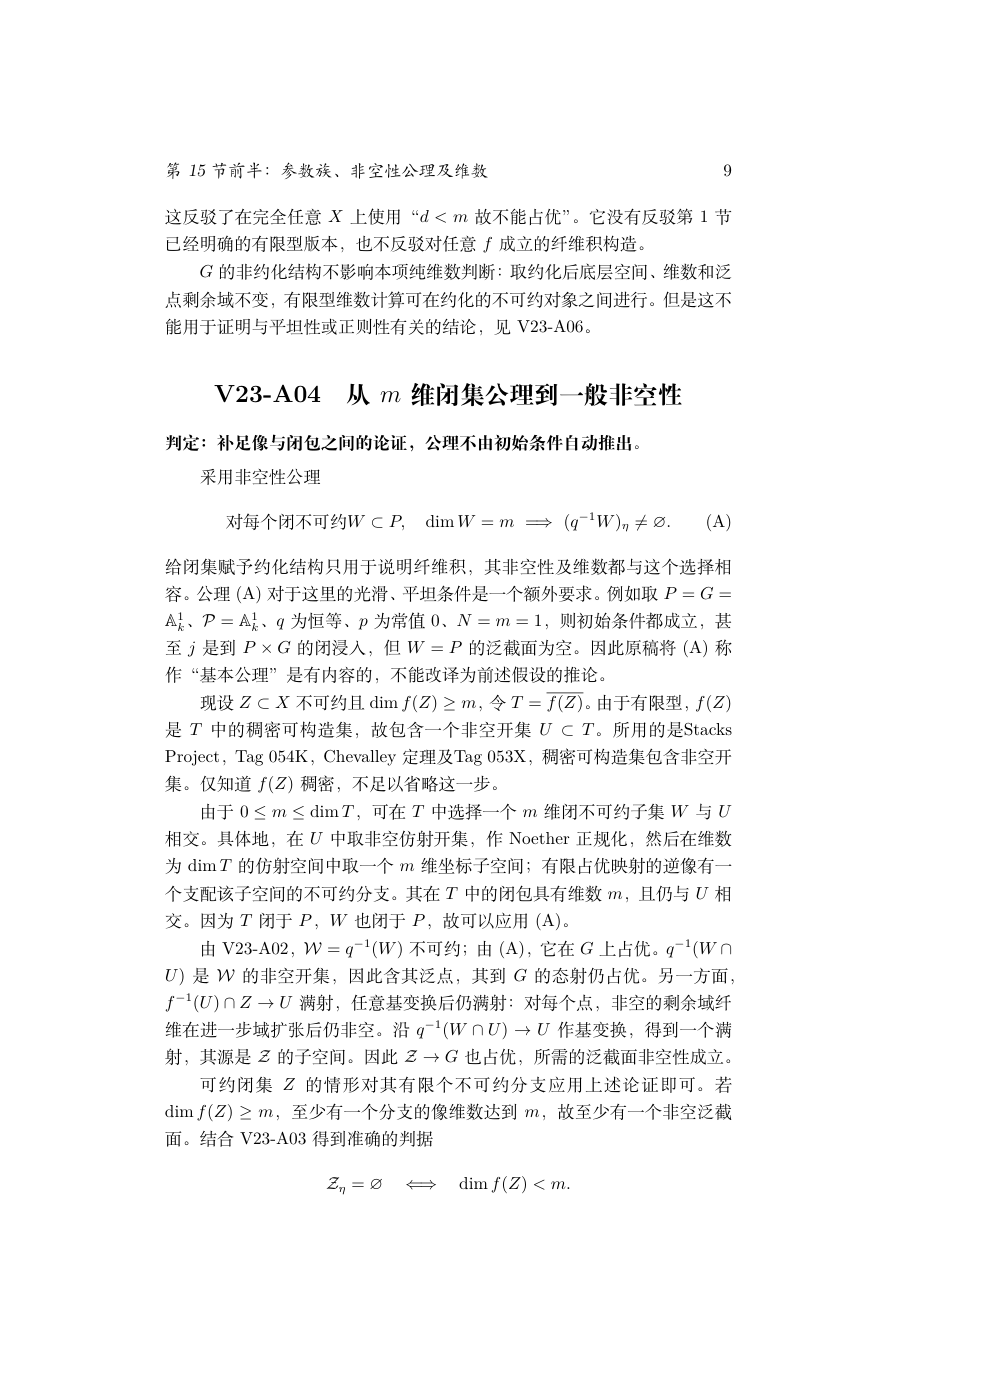 第 15 节前半：参数族、非空性公理及维数 9
这反驳了在完全任意 X 上使用 “d < m 故不能占优”。它没有反驳第 1 节
已经明确的有限型版本，也不反驳对任意 f 成立的纤维积构造。
G 的非约化结构不影响本项纯维数判断：取约化后底层空间、维数和泛
点剩余域不变，有限型维数计算可在约化的不可约对象之间进行。但是这不
能用于证明与平坦性或正则性有关的结论，见 V23-A06。
V23-A04 从 m 维闭集公理到一般非空性
判定：补足像与闭包之间的论证，公理不由初始条件自动推出。
采用非空性公理
对每个闭不可约W ⊂ P, dim W = m ⟹ (q⁻¹W)_η ≠ ∅. (A)
给闭集赋予约化结构只用于说明纤维积，其非空性及维数都与这个选择相
容。公理 (A) 对于这里的光滑、平坦条件是一个额外要求。例如取 P = G =
𝔸¹_k、𝒫 = 𝔸¹_k、q 为恒等、p 为常值 0、N = m = 1，则初始条件都成立，甚
至 j 是到 P × G 的闭浸入，但 W = P 的泛截面为空。因此原稿将 (A) 称
作 “基本公理” 是有内容的，不能改译为前述假设的推论。
现设 Z ⊂ X 不可约且 dim f(Z) ≥ m，令 T = \overline{f(Z)}。由于有限型，f(Z)
是 T 中的稠密可构造集，故包含一个非空开集 U ⊂ T。所用的是Stacks
Project，Tag 054K，Chevalley 定理及Tag 053X，稠密可构造集包含非空开
集。仅知道 f(Z) 稠密，不足以省略这一步。
由于 0 ≤ m ≤ dim T，可在 T 中选择一个 m 维闭不可约子集 W 与 U
相交。具体地，在 U 中取非空仿射开集，作 Noether 正规化，然后在维数
为 dim T 的仿射空间中取一个 m 维坐标子空间；有限占优映射的逆像有一
个支配该子空间的不可约分支。其在 T 中的闭包具有维数 m，且仍与 U 相
交。因为 T 闭于 P，W 也闭于 P，故可以应用 (A)。
由 V23-A02，𝒲 = q⁻¹(W) 不可约；由 (A)，它在 G 上占优。q⁻¹(W ∩
U) 是 𝒲 的非空开集，因此含其泛点，其到 G 的态射仍占优。另一方面，
f⁻¹(U) ∩ Z → U 满射，任意基变换后仍满射：对每个点，非空的剩余域纤
维在进一步域扩张后仍非空。沿 q⁻¹(W ∩ U) → U 作基变换，得到一个满
射，其源是 𝒵 的子空间。因此 𝒵 → G 也占优，所需的泛截面非空性成立。
可约闭集 Z 的情形对其有限个不可约分支应用上述论证即可。若
dim f(Z) ≥ m，至少有一个分支的像维数达到 m，故至少有一个非空泛截
面。结合 V23-A03 得到准确的判据
𝒵_η = ∅ ⟺ dim f(Z) < m.